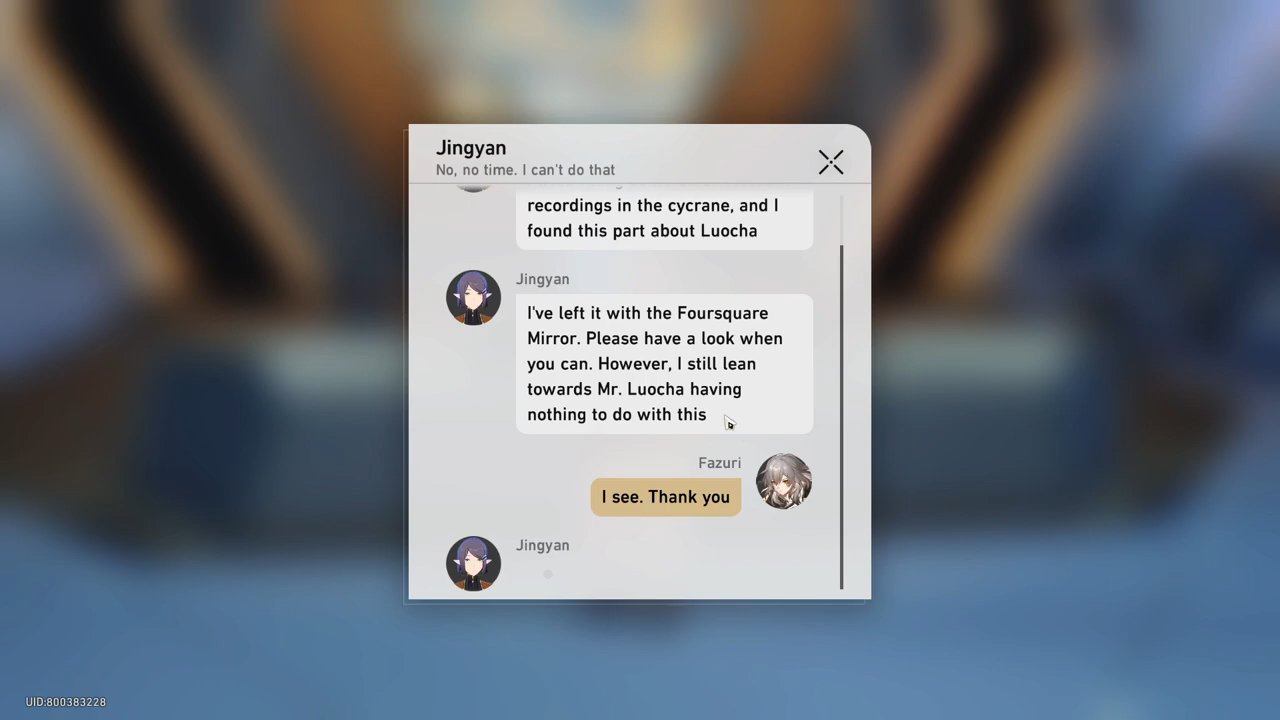 Jingyan
No, no time. I can't do that
recordings in the cycrane, and I
found this part about Luocha
Jingyan
I've left it with the Foursquare
Mirror. Please have a look when
you can. However, I still lean
towards Mr. Luocha having
nothing to do with this
Fazuri
I see. Thank you
Jingyan
UID:800383228